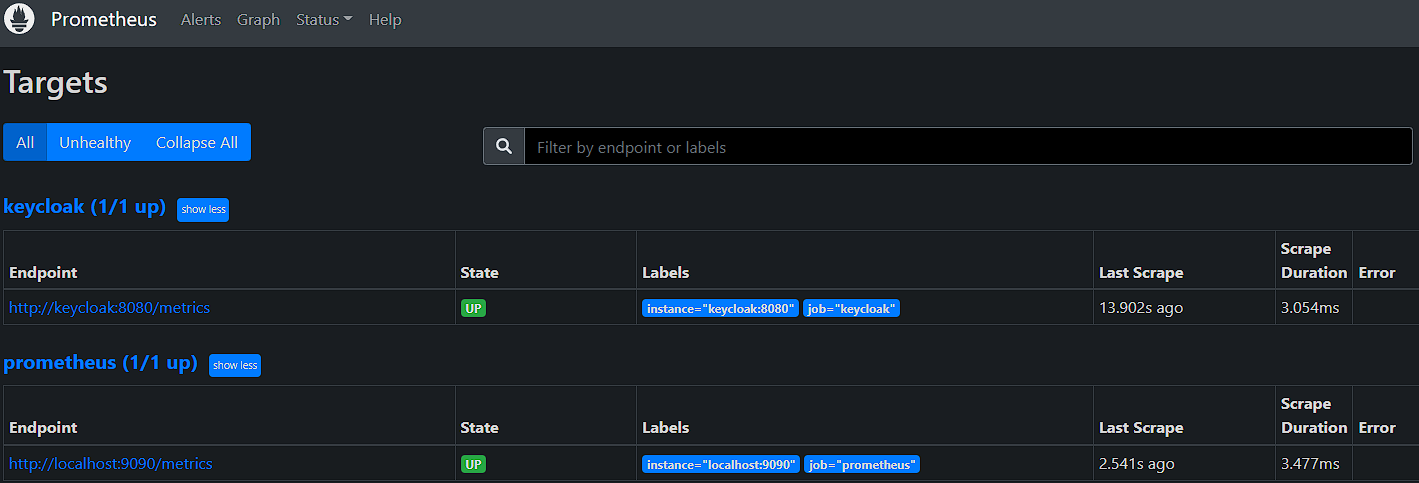 Prometheus Alerts Graph Status Help
Targets
All Unhealthy Collapse All
Filter by endpoint or labels
keycloak (1/1 up) show less
Endpoint State Labels Last Scrape Scrape Duration Error
http://keycloak:8080/metrics UP instance="keycloak:8080" job="keycloak" 13.902s ago 3.054ms
prometheus (1/1 up) show less
Endpoint State Labels Last Scrape Scrape Duration Error
http://localhost:9090/metrics UP instance="localhost:9090" job="prometheus" 2.541s ago 3.477ms